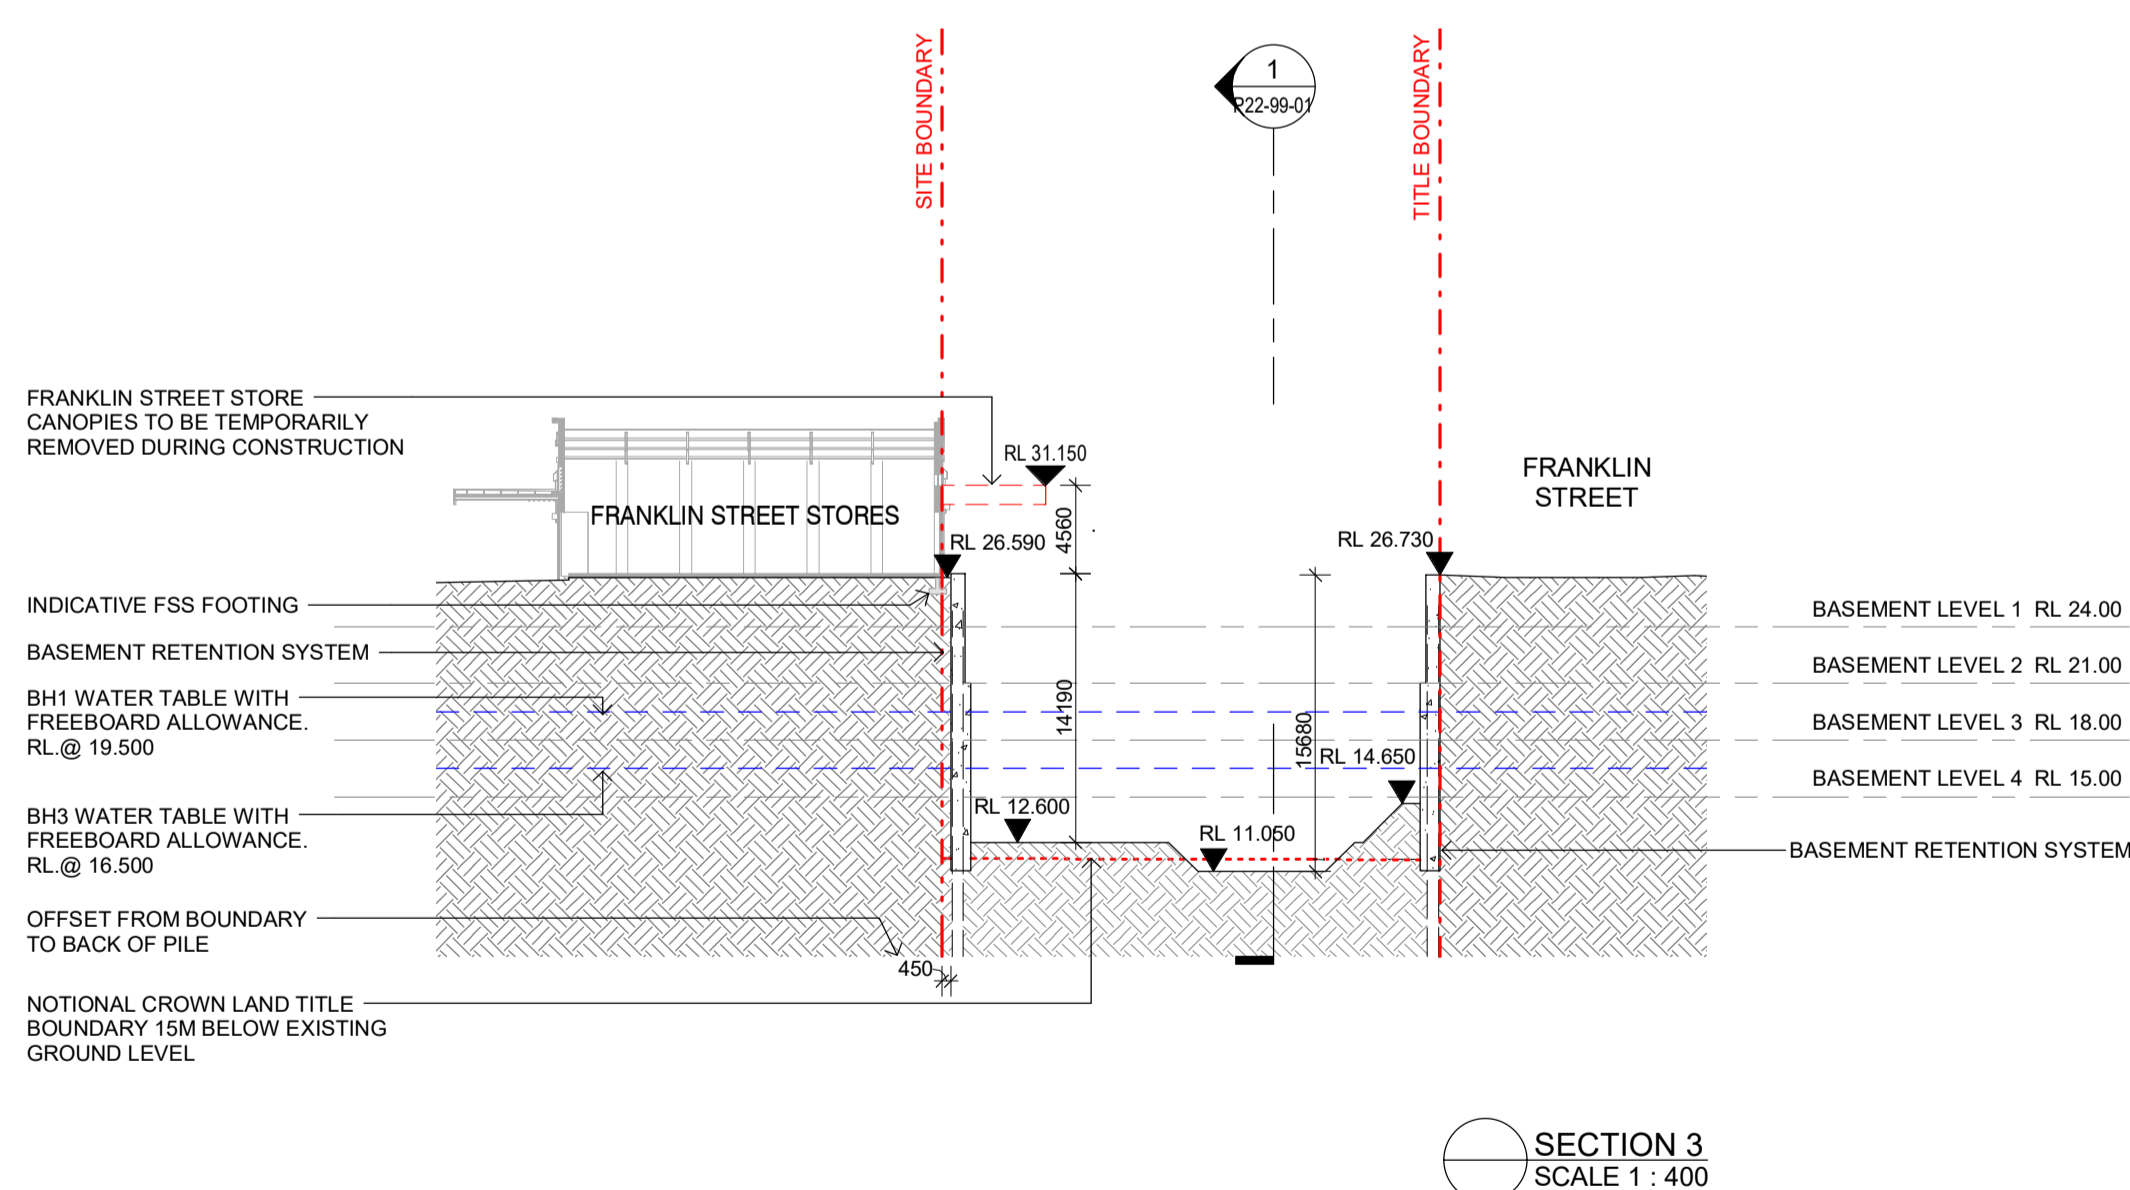 SITE BOUNDARY
TITLE BOUNDARY
1
P22-99-01
FRANKLIN STREET STORE
CANOPIES TO BE TEMPORARILY
REMOVED DURING CONSTRUCTION
RL 31.150
FRANKLIN
STREET
FRANKLIN STREET STORES
4560
RL 26.590
RL 26.730
INDICATIVE FSS FOOTING
BASEMENT LEVEL 1 RL 24.00
BASEMENT RETENTION SYSTEM
BASEMENT LEVEL 2 RL 21.00
BH1 WATER TABLE WITH
FREEBOARD ALLOWANCE.
RL.@ 19.500
14190
15680
BASEMENT LEVEL 3 RL 18.00
RL 14.650
BASEMENT LEVEL 4 RL 15.00
BH3 WATER TABLE WITH
FREEBOARD ALLOWANCE.
RL.@ 16.500
RL 12.600
RL 11.050
BASEMENT RETENTION SYSTEM
OFFSET FROM BOUNDARY
TO BACK OF PILE
450
NOTIONAL CROWN LAND TITLE
BOUNDARY 15M BELOW EXISTING
GROUND LEVEL
SECTION 3
SCALE 1 : 400